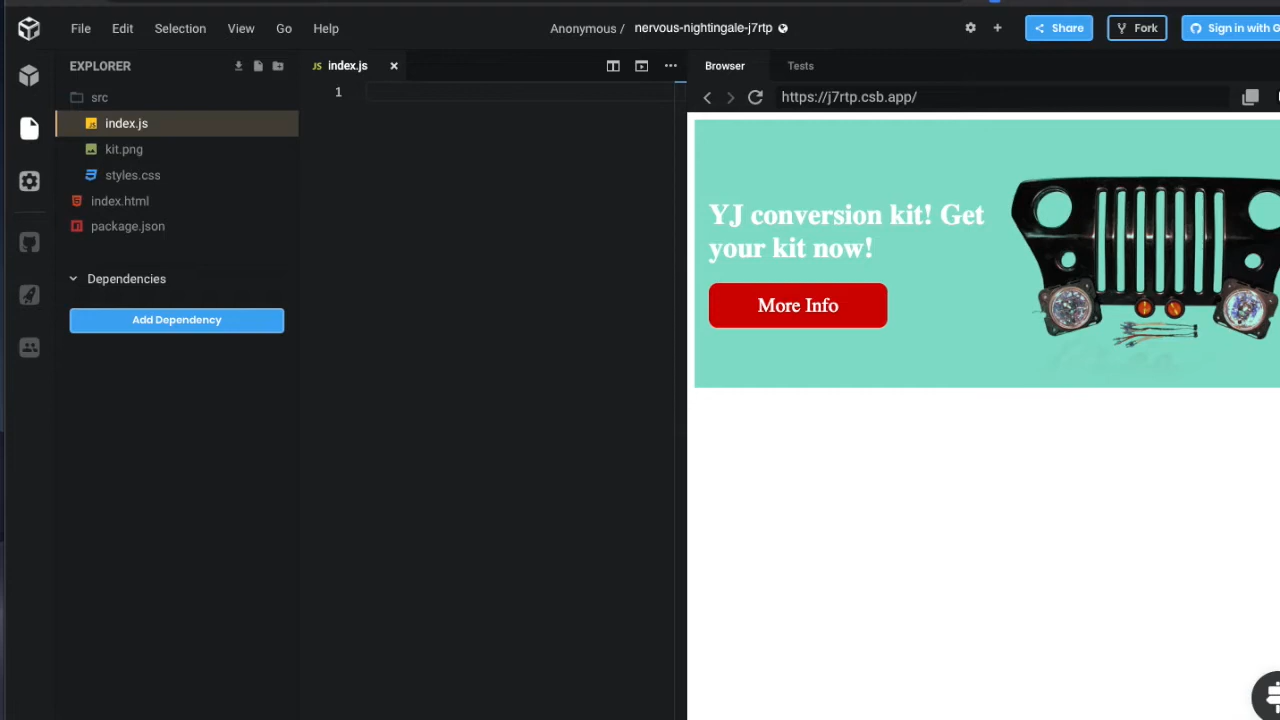 File Edit Selection View Go Help Anonymous / nervous-nightingale-j7rtp Share Fork Sign in with G
EXPLORER
JS index.js
Browser Tests
src
1
https://j7rtp.csb.app/
index.js
kit.png
styles.css
index.html
package.json
Dependencies
Add Dependency
YJ conversion kit! Get
your kit now!
More Info